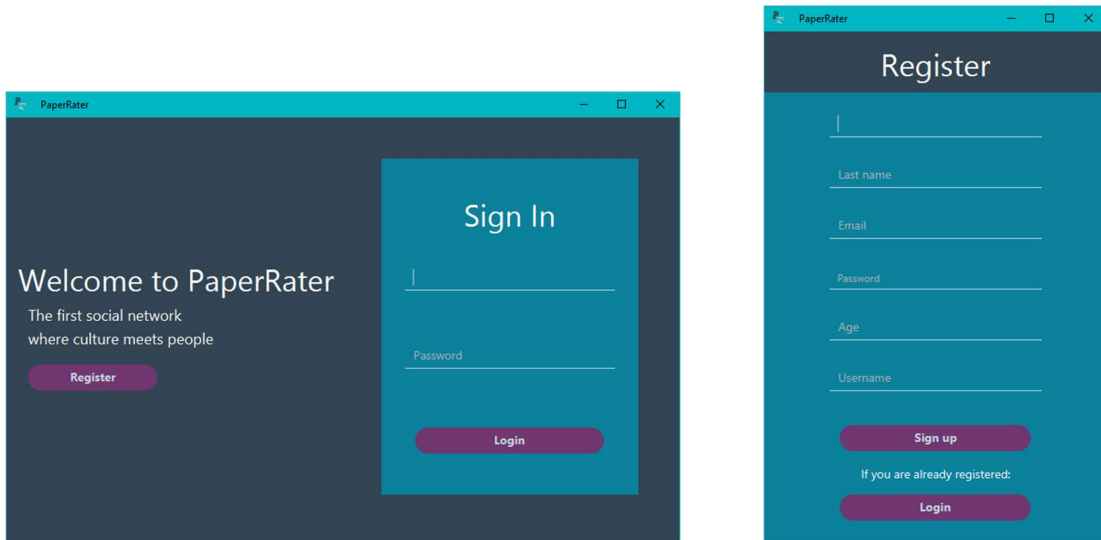 PaperRater
Welcome to PaperRater
The first social network
where culture meets people
Register
Sign In
Password
Login
PaperRater
Register
Last name
Email
Password
Age
Username
Sign up
If you are already registered:
Login